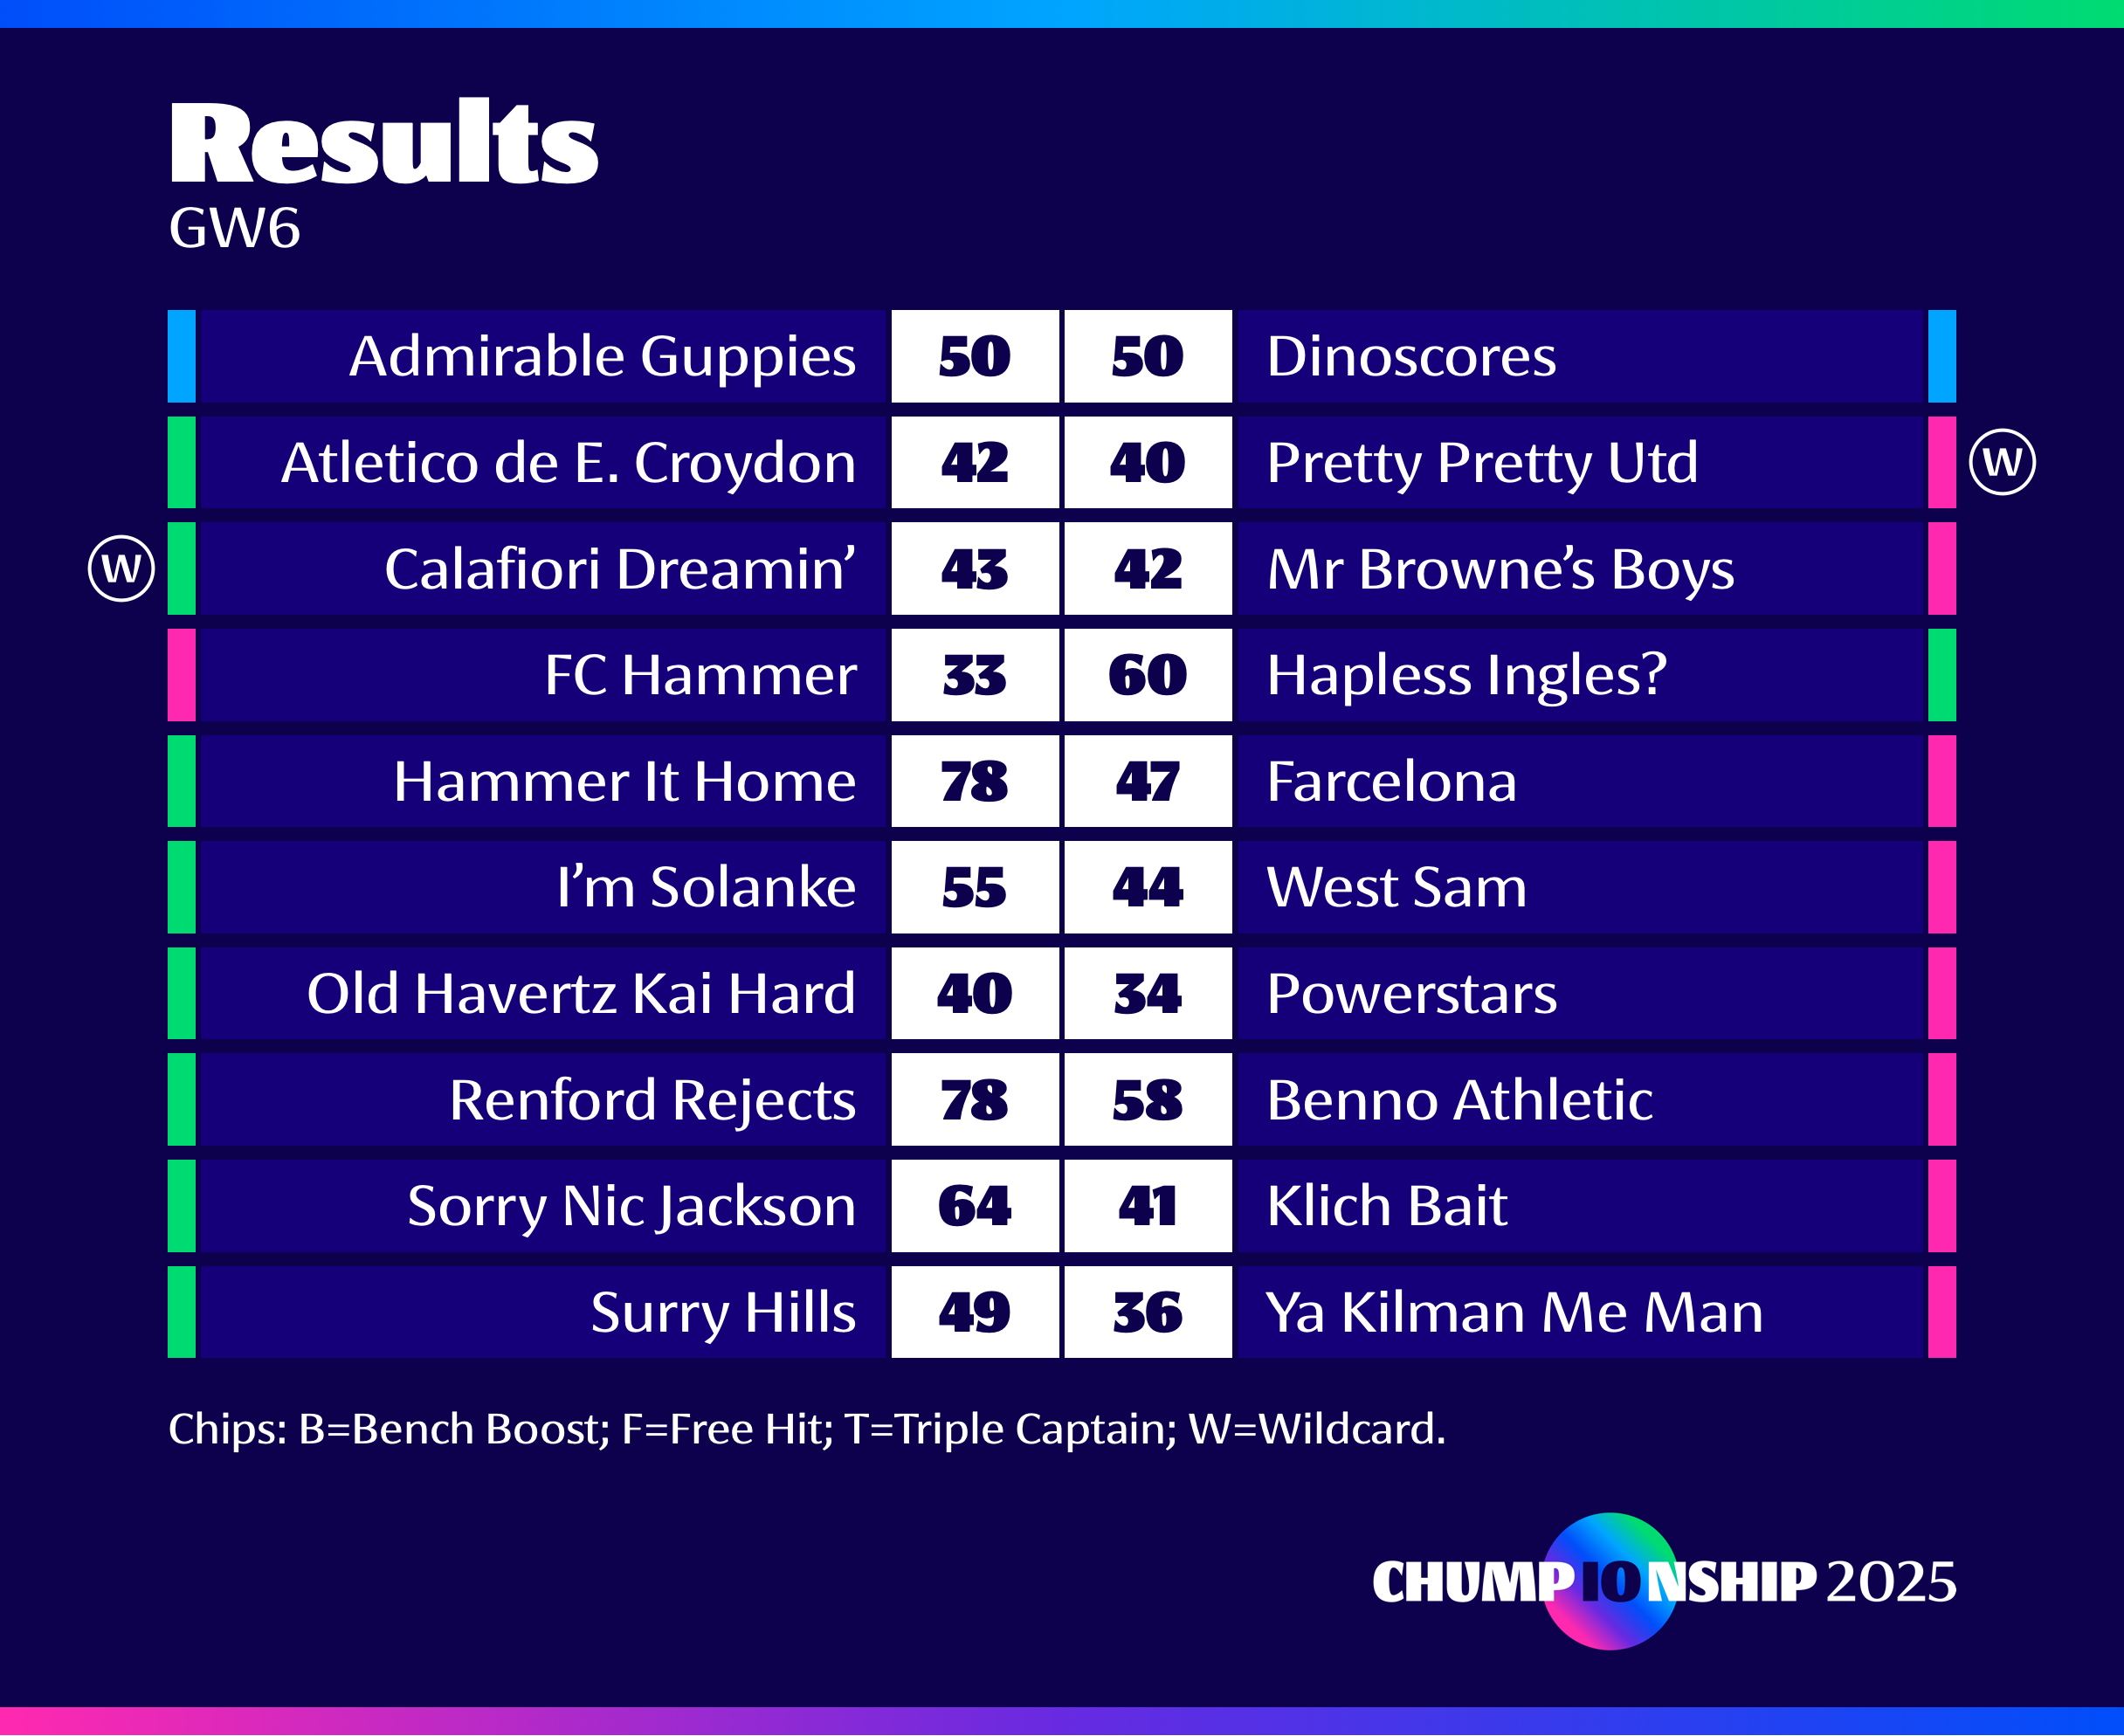 Results
GW6
Admirable Guppies 50 50 Dinoscores
Atletico de E. Croydon 42 40 Pretty Pretty Utd W
W Calafiori Dreamin’ 43 42 Mr Browne’s Boys
FC Hammer 33 60 Hapless Ingles?
Hammer It Home 78 47 Farcelona
I’m Solanke 55 44 West Sam
Old Havertz Kai Hard 40 34 Powerstars
Renford Rejects 78 58 Benno Athletic
Sorry Nic Jackson 64 41 Klich Bait
Surry Hills 49 36 Ya Kilman Me Man
Chips: B=Bench Boost; F=Free Hit; T=Triple Captain; W=Wildcard.
CHUMPIONSHIP 2025